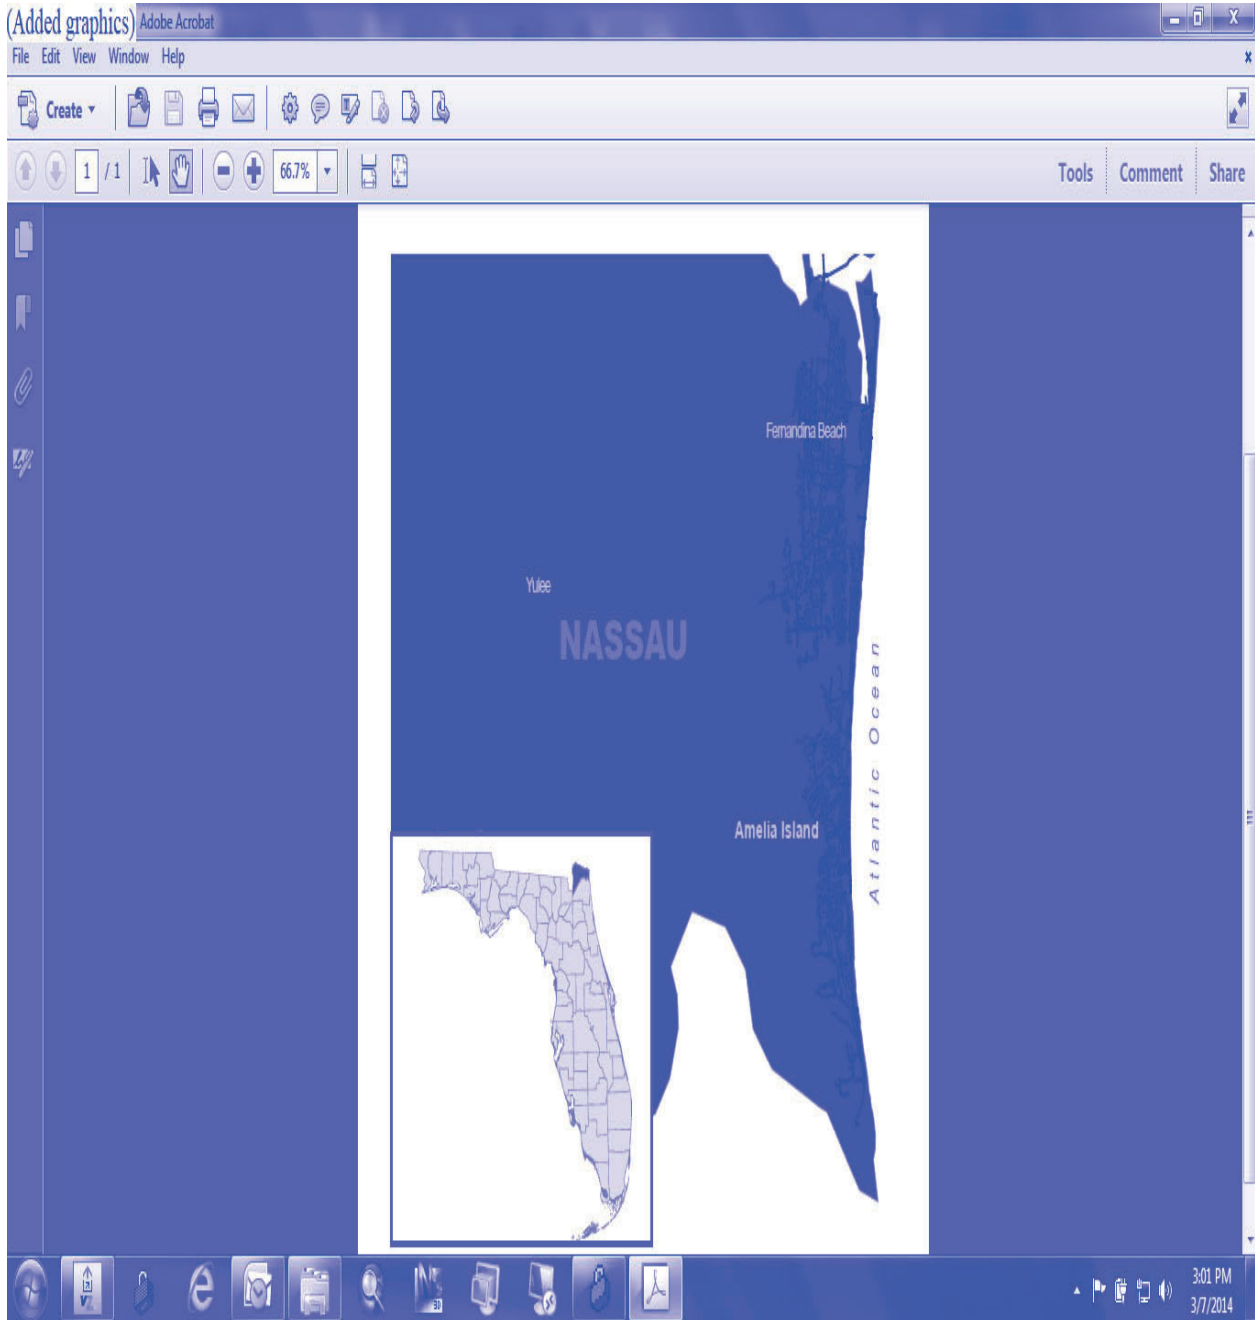 (Added graphics) Adobe Acrobat
File Edit View Window Help
Create
1 / 1 66.7% Tools Comment Share
Fernandina Beach
Yulee
NASSAU
Atlantic Ocean
Amelia Island
3:01 PM
3/7/2014